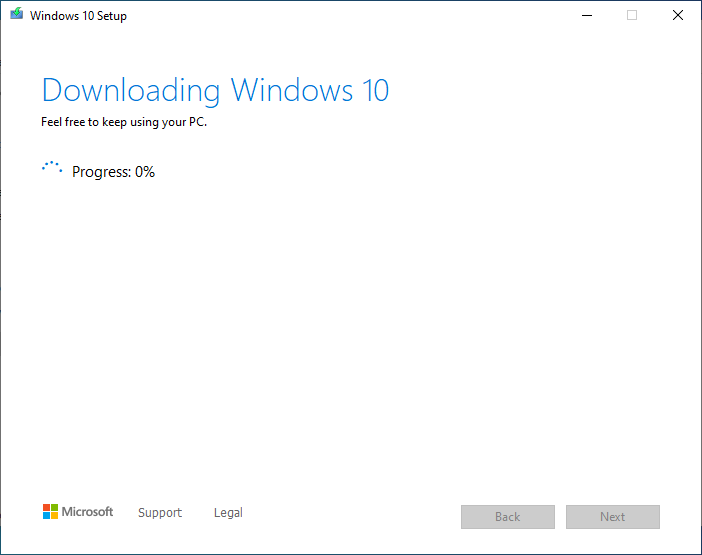 Windows 10 Setup
Downloading Windows 10
Feel free to keep using your PC.
Progress: 0%
Microsoft Support Legal Back Next